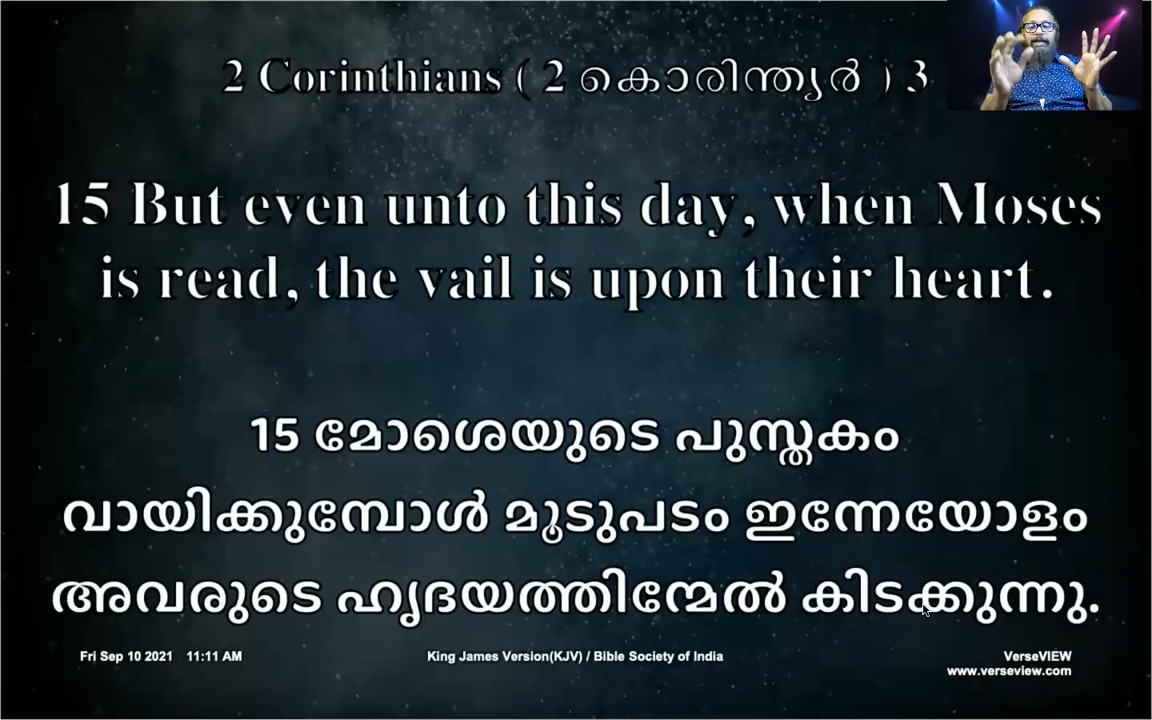 2 Corinthians ( 2 കൊരിന്ത്യർ ) 3
15 But even unto this day, when Moses
is read, the vail is upon their heart.
15 മോശെയുടെ പുസ്തകം
വായിക്കുമ്പോൾ മൂടുപടം ഇന്നേയോളം
അവരുടെ ഹൃദയത്തിന്മേൽ കിടക്കുന്നു.
Fri Sep 10 2021 11:11 AM
King James Version(KJV) / Bible Society of India
VerseVIEW
www.verseview.com